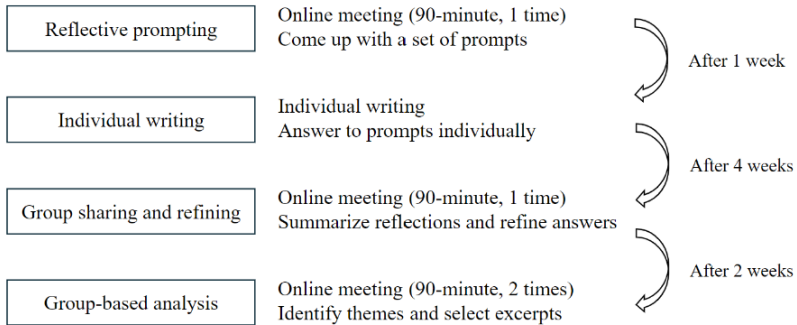 Reflective prompting
Online meeting (90-minute, 1 time)
Come up with a set of prompts
After 1 week
Individual writing
Individual writing
Answer to prompts individually
After 4 weeks
Group sharing and refining
Online meeting (90-minute, 1 time)
Summarize reflections and refine answers
After 2 weeks
Group-based analysis
Online meeting (90-minute, 2 times)
Identify themes and select excerpts